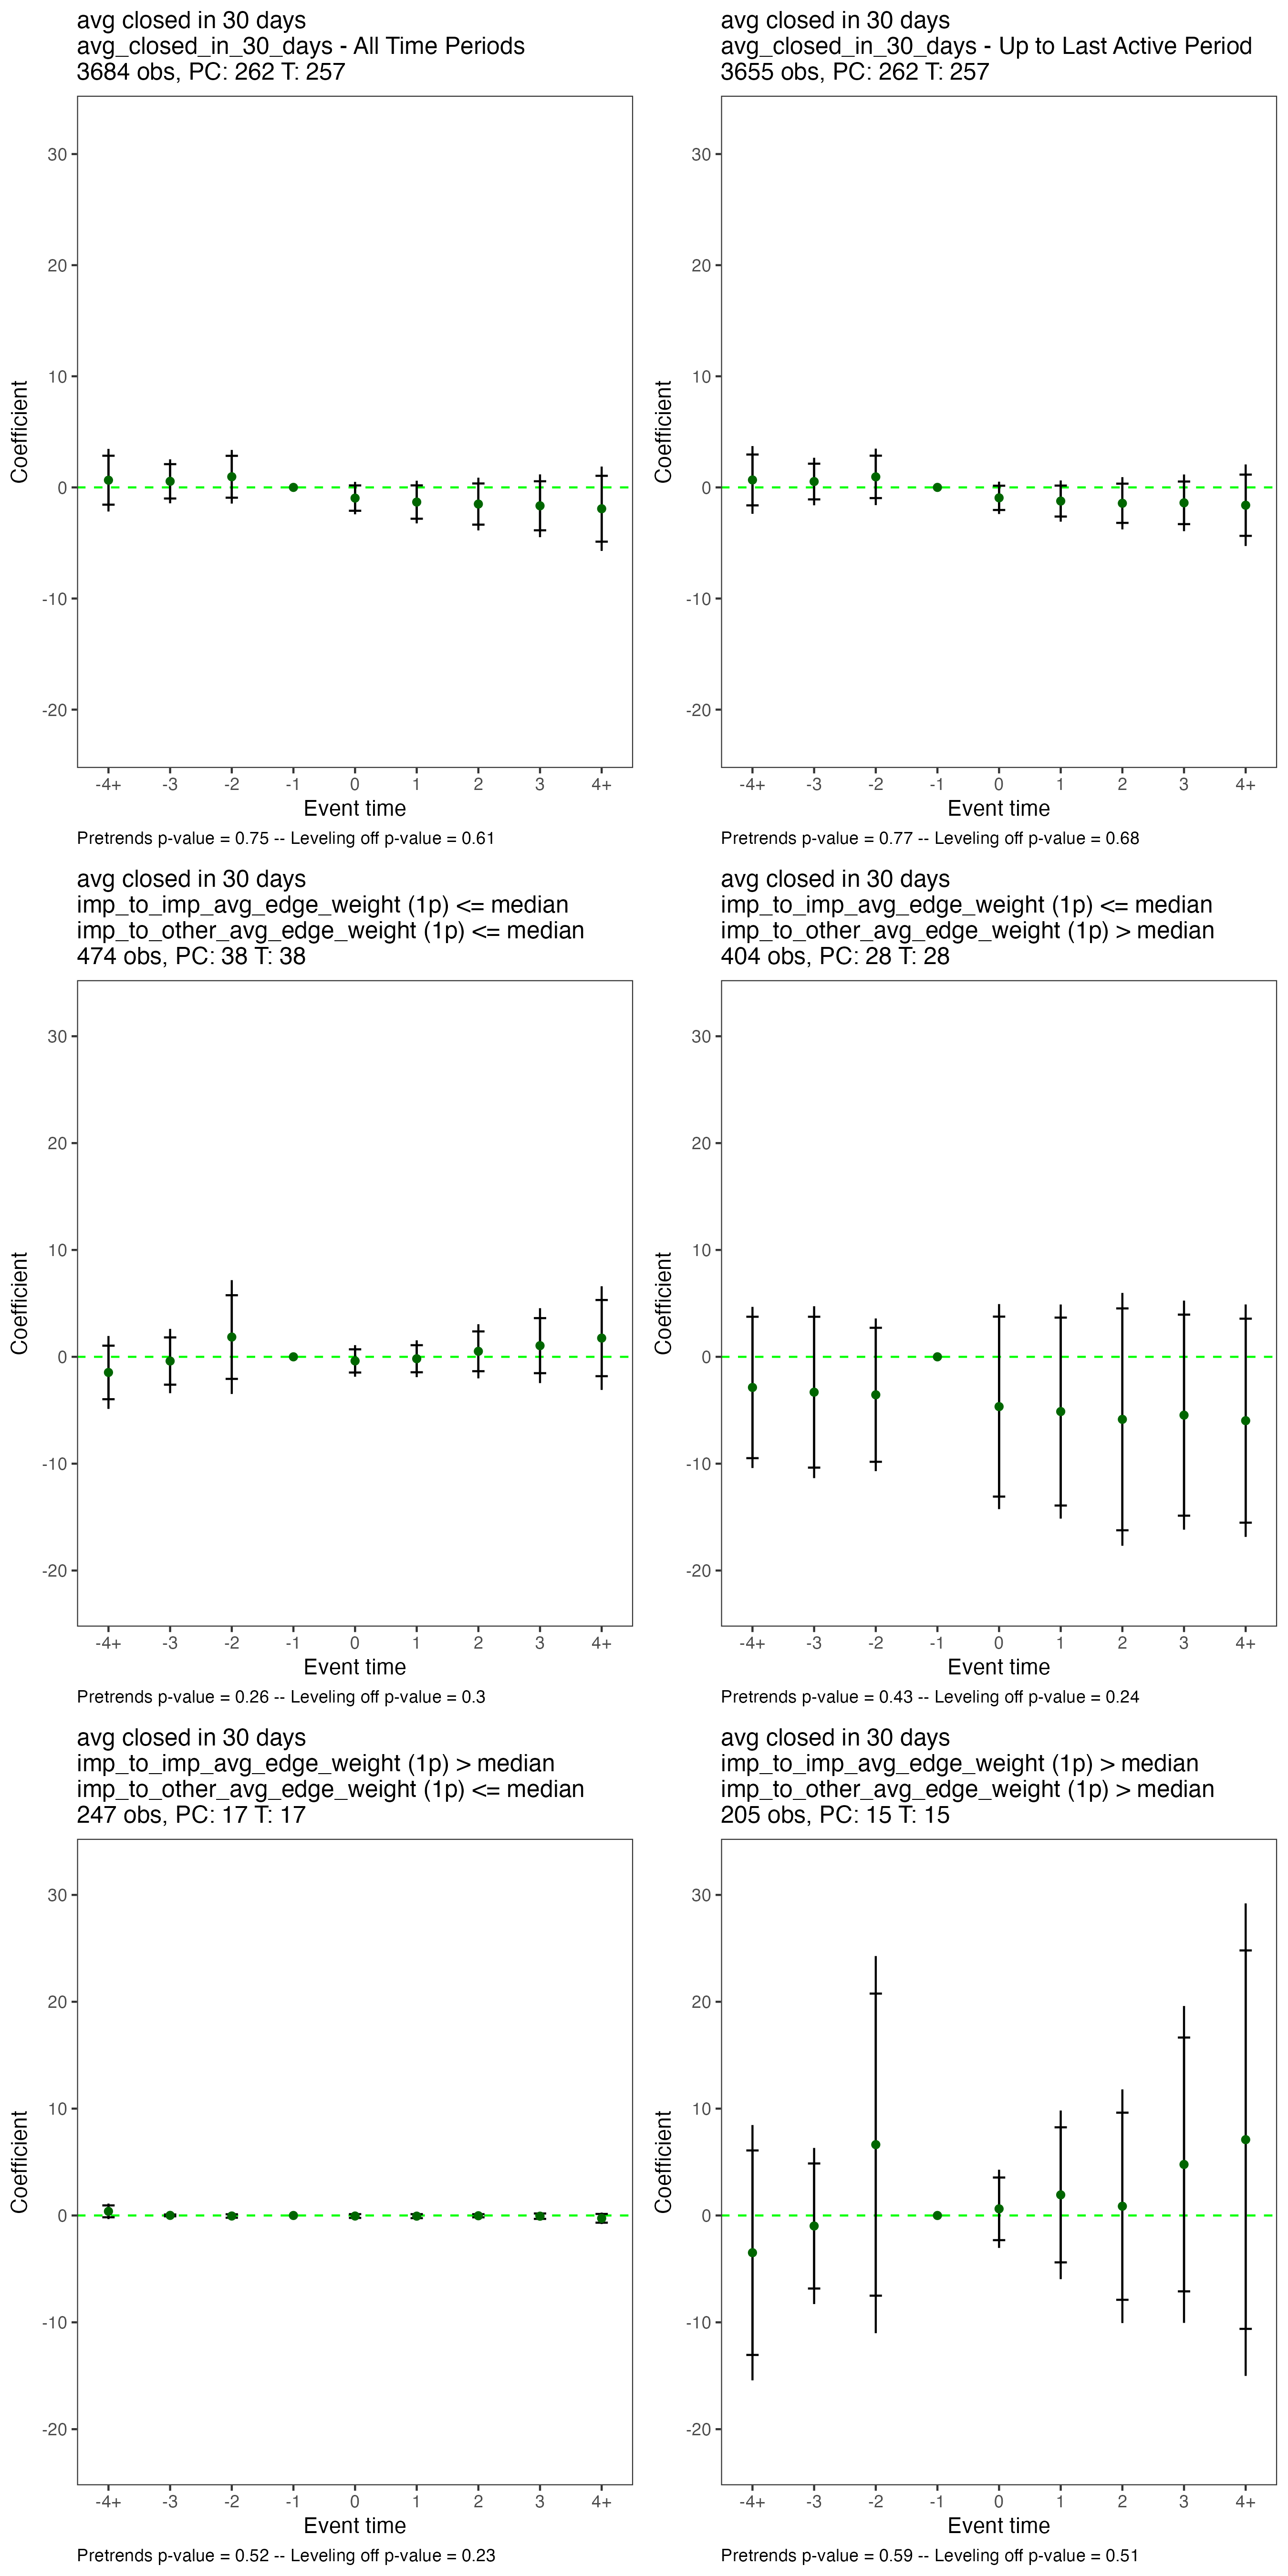 avg closed in 30 days
avg_closed_in_30_days - All Time Periods
3684 obs, PC: 262 T: 257
30
20
10
0
-10
-20
Coefficient
-4+ -3 -2 -1 0 1 2 3 4+
Event time
Pretrends p-value = 0.75 -- Leveling off p-value = 0.61
avg closed in 30 days
avg_closed_in_30_days - Up to Last Active Period
3655 obs, PC: 262 T: 257
30
20
10
0
-10
-20
Coefficient
-4+ -3 -2 -1 0 1 2 3 4+
Event time
Pretrends p-value = 0.77 -- Leveling off p-value = 0.68
avg closed in 30 days
imp_to_imp_avg_edge_weight (1p) <= median
imp_to_other_avg_edge_weight (1p) <= median
474 obs, PC: 38 T: 38
30
20
10
0
-10
-20
Coefficient
-4+ -3 -2 -1 0 1 2 3 4+
Event time
Pretrends p-value = 0.26 -- Leveling off p-value = 0.3
avg closed in 30 days
imp_to_imp_avg_edge_weight (1p) <= median
imp_to_other_avg_edge_weight (1p) > median
404 obs, PC: 28 T: 28
30
20
10
0
-10
-20
Coefficient
-4+ -3 -2 -1 0 1 2 3 4+
Event time
Pretrends p-value = 0.43 -- Leveling off p-value = 0.24
avg closed in 30 days
imp_to_imp_avg_edge_weight (1p) > median
imp_to_other_avg_edge_weight (1p) <= median
247 obs, PC: 17 T: 17
30
20
10
0
-10
-20
Coefficient
-4+ -3 -2 -1 0 1 2 3 4+
Event time
Pretrends p-value = 0.52 -- Leveling off p-value = 0.23
avg closed in 30 days
imp_to_imp_avg_edge_weight (1p) > median
imp_to_other_avg_edge_weight (1p) > median
205 obs, PC: 15 T: 15
30
20
10
0
-10
-20
Coefficient
-4+ -3 -2 -1 0 1 2 3 4+
Event time
Pretrends p-value = 0.59 -- Leveling off p-value = 0.51